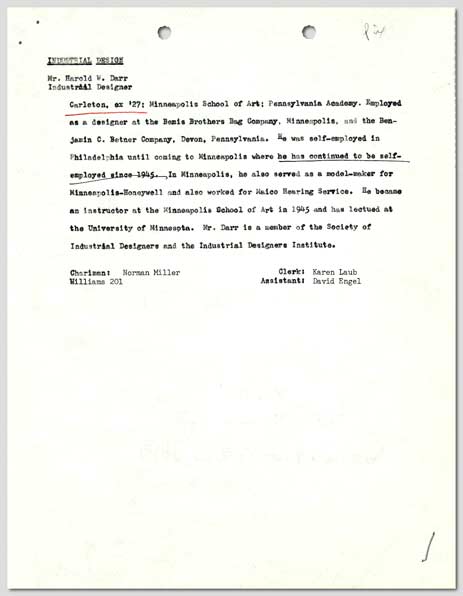 INDUSTRIAL DESIGN
Mr. Harold W. Darr
Industrial Designer
Carleton, ex '27; Minneapolis School of Art; Pennsylvania Academy. Employed
as a designer at the Bemis Brothers Bag Company, Minneapolis, and the Ben-
jamin C. Betner Company, Devon, Pennsylvania. He was self-employed in
Philadelphia until coming to Minneapolis where he has continued to be self-
employed since 1945. In Minneapolis, he also served as a model-maker for
Minneapolis-Honeywell and also worked for Maico Hearing Service. He became
an instructor at the Minneapolis School of Art in 1945 and has lectued at
the University of Minnesota. Mr. Darr is a member of the Society of
Industrial Designers and the Industrial Designers Institute.
Chariman: Norman Miller Clerk: Karen Laub
Williams 201 Assistant: David Engel